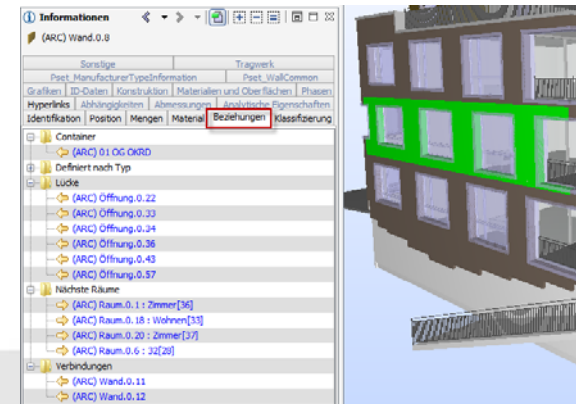 Informationen
(ARC) Wand.0.8
Sonstige Tragwerk
Pset_ManufacturerTypeInformation Pset_WallCommon
Grafiken ID-Daten Konstruktion Materialien und Oberflächen Phasen
Hyperlinks Abhängigkeiten Abmessungen Analytische Eigenschaften
Identifikation Position Mengen Material Beziehungen Klassifizierung
Container
(ARC) 01 OG OKRD
Definiert nach Typ
Lücke
(ARC) Öffnung.0.22
(ARC) Öffnung.0.33
(ARC) Öffnung.0.34
(ARC) Öffnung.0.36
(ARC) Öffnung.0.43
(ARC) Öffnung.0.57
Nächste Räume
(ARC) Raum.0.1 : Zimmer[36]
(ARC) Raum.0.18 : Wohnen[33]
(ARC) Raum.0.20 : Zimmer[37]
(ARC) Raum.0.6 : 32[28]
Verbindungen
(ARC) Wand.0.11
(ARC) Wand.0.12